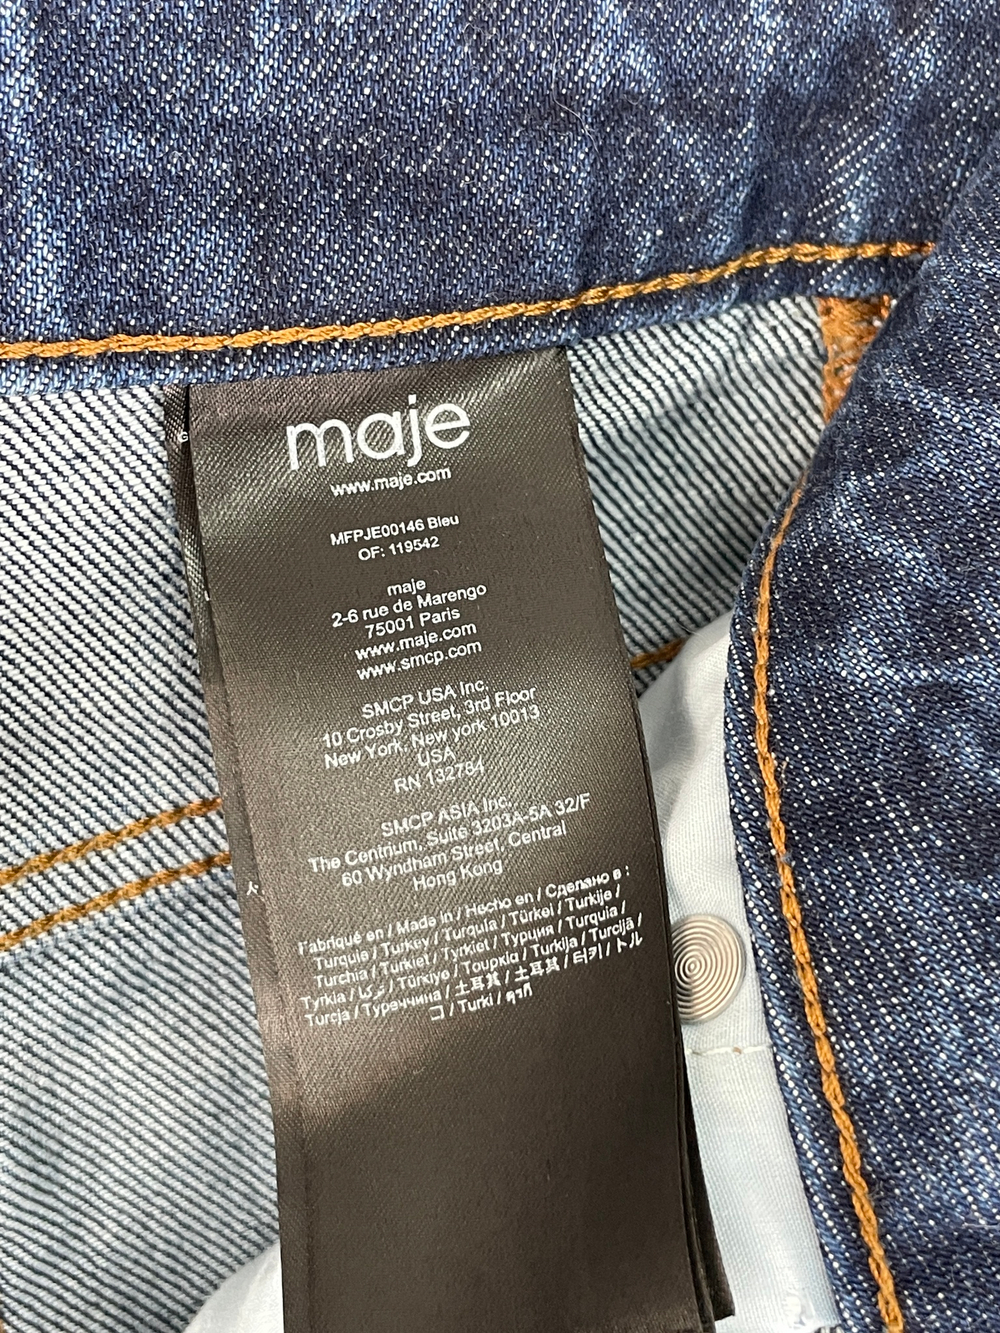 maje
www.maje.com
MFPJE00146 Bleu
OF: 119542
maje
2-6 rue de Marengo
75001 Paris
www.maje.com
www.smcp.com
SMCP USA Inc.
10 Crosby Street, 3rd Floor
New York, New york 10013
USA
RN 132784
SMCP ASIA Inc.
The Centrium, Suite 3203A-5A 32/F
60 Wyndham Street, Central
Hong Kong
Fabriqué en / Made in / Hecho en / Сделано в :
Turquie / Turkey / Turquía / Türkei / Turkije /
Turchia / Turkiet / Tyrkiet / Турция / Turquia /
Tyrkia / تركيا / Türkiye / Τουρκία / Turkija / Turcijā /
Turcja / Туреччина / 土耳其 / 土耳其 / 터키 / トル
コ / Turki / ตุรกี
G